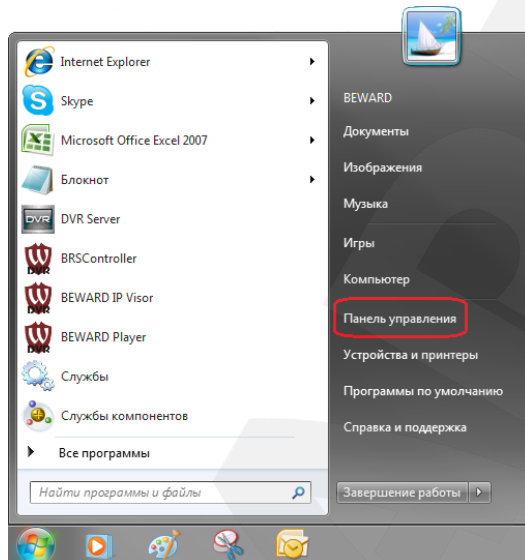 Internet Explorer
Skype
Microsoft Office Excel 2007
Блокнот
DVR Server
BRSController
BEWARD IP Visor
BEWARD Player
Службы
Службы компонентов
Все программы
Найти программы и файлы
BEWARD
Документы
Изображения
Музыка
Игры
Компьютер
Панель управления
Устройства и принтеры
Программы по умолчанию
Справка и поддержка
Завершение работы